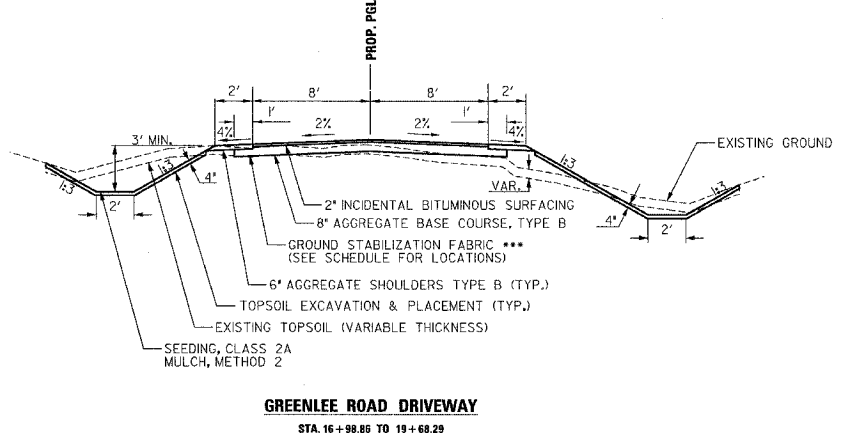 PROP. PGL
2' 8' 8' 2'
1' 1'
4% 2% 2% 4%
3' MIN.
EXISTING GROUND
1:3 1:3 1:3 1:3
4"
VAR.
4"
2' 2'
2" INCIDENTAL BITUMINOUS SURFACING
8" AGGREGATE BASE COURSE, TYPE B
GROUND STABILIZATION FABRIC ***
(SEE SCHEDULE FOR LOCATIONS)
6" AGGREGATE SHOULDERS TYPE B (TYP.)
TOPSOIL EXCAVATION & PLACEMENT (TYP.)
EXISTING TOPSOIL (VARIABLE THICKNESS)
SEEDING, CLASS 2A
MULCH, METHOD 2
GREENLEE ROAD DRIVEWAY
STA. 16+98.86 TO 19+68.29